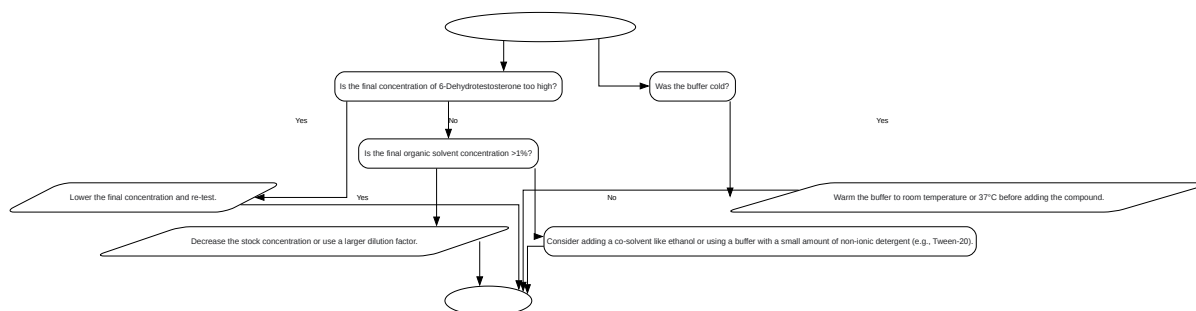 Is the final concentration of 6-Dehydrotestosterone too high?
Was the buffer cold?
Yes
No
Yes
Is the final organic solvent concentration >1%?
Lower the final concentration and re-test.
Yes
No
Warm the buffer to room temperature or 37°C before adding the compound.
Decrease the stock concentration or use a larger dilution factor.
Consider adding a co-solvent like ethanol or using a buffer with a small amount of non-ionic detergent (e.g., Tween-20).